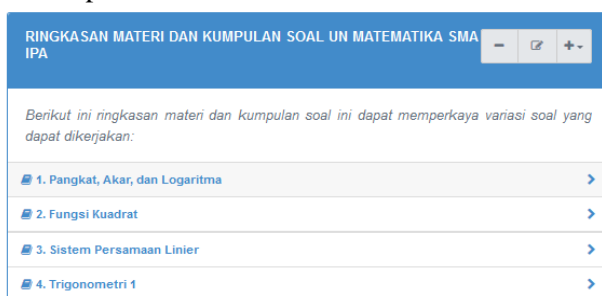 RINGKASAN MATERI DAN KUMPULAN SOAL UN MATEMATIKA SMA
IPA
Berikut ini ringkasan materi dan kumpulan soal ini dapat memperkaya variasi soal yang
dapat dikerjakan:
1. Pangkat, Akar, dan Logaritma
2. Fungsi Kuadrat
3. Sistem Persamaan Linier
4. Trigonometri 1